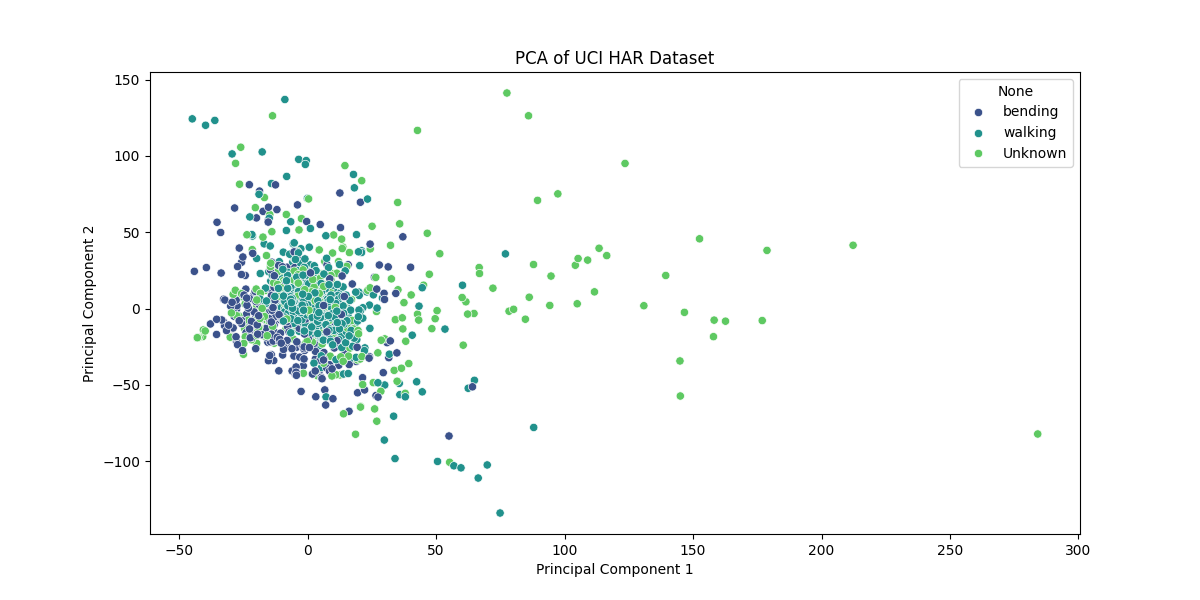 PCA of UCI HAR Dataset
None
bending
walking
Unknown
150
100
50
0
−50
−100
Principal Component 2
−50
0
50
100
150
200
250
300
Principal Component 1